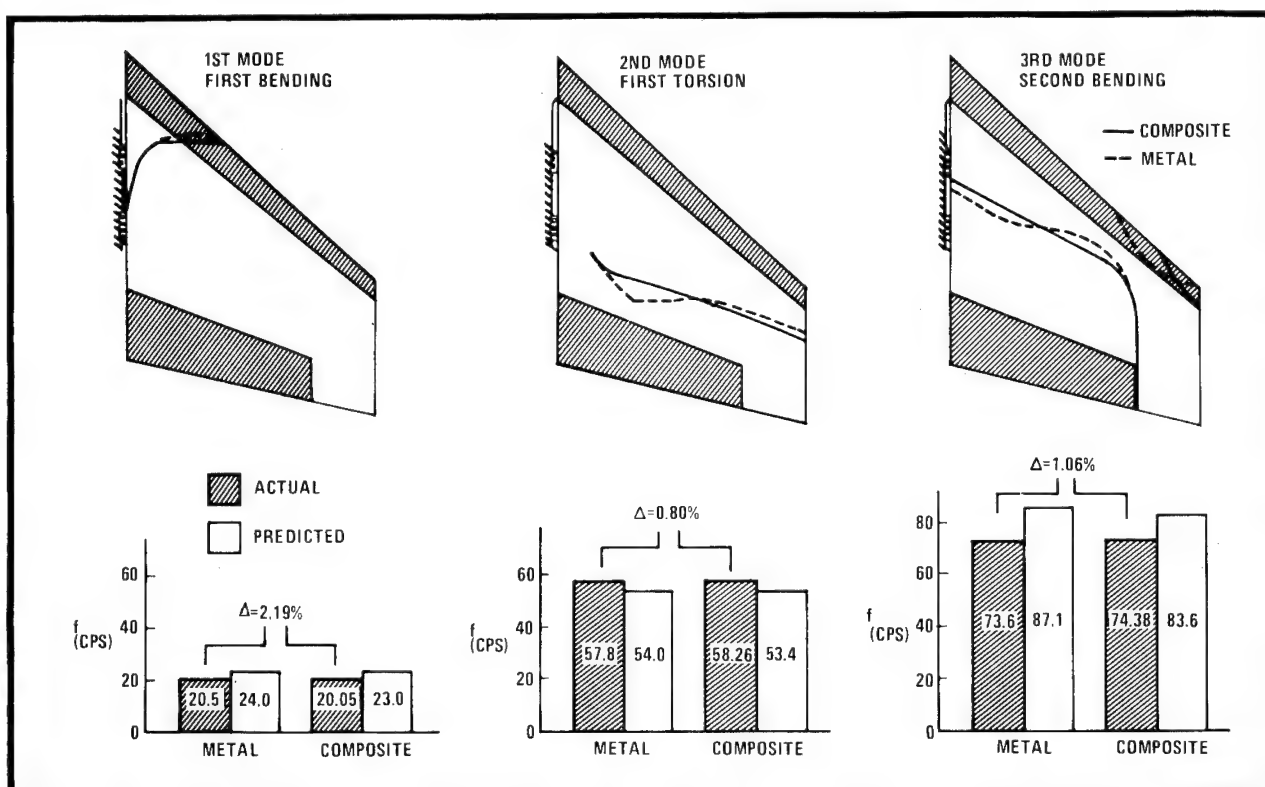 1ST MODE
FIRST BENDING
2ND MODE
FIRST TORSION
3RD MODE
SECOND BENDING
COMPOSITE
METAL
ACTUAL
PREDICTED
Δ=2.19%
60
40
20
0
f
(CPS)
20.5
24.0
20.05
23.0
METAL
COMPOSITE
Δ=0.80%
60
40
20
0
f
(CPS)
57.8
54.0
58.26
53.4
METAL
COMPOSITE
Δ=1.06%
80
60
40
20
0
f
(CPS)
73.6
87.1
74.38
83.6
METAL
COMPOSITE